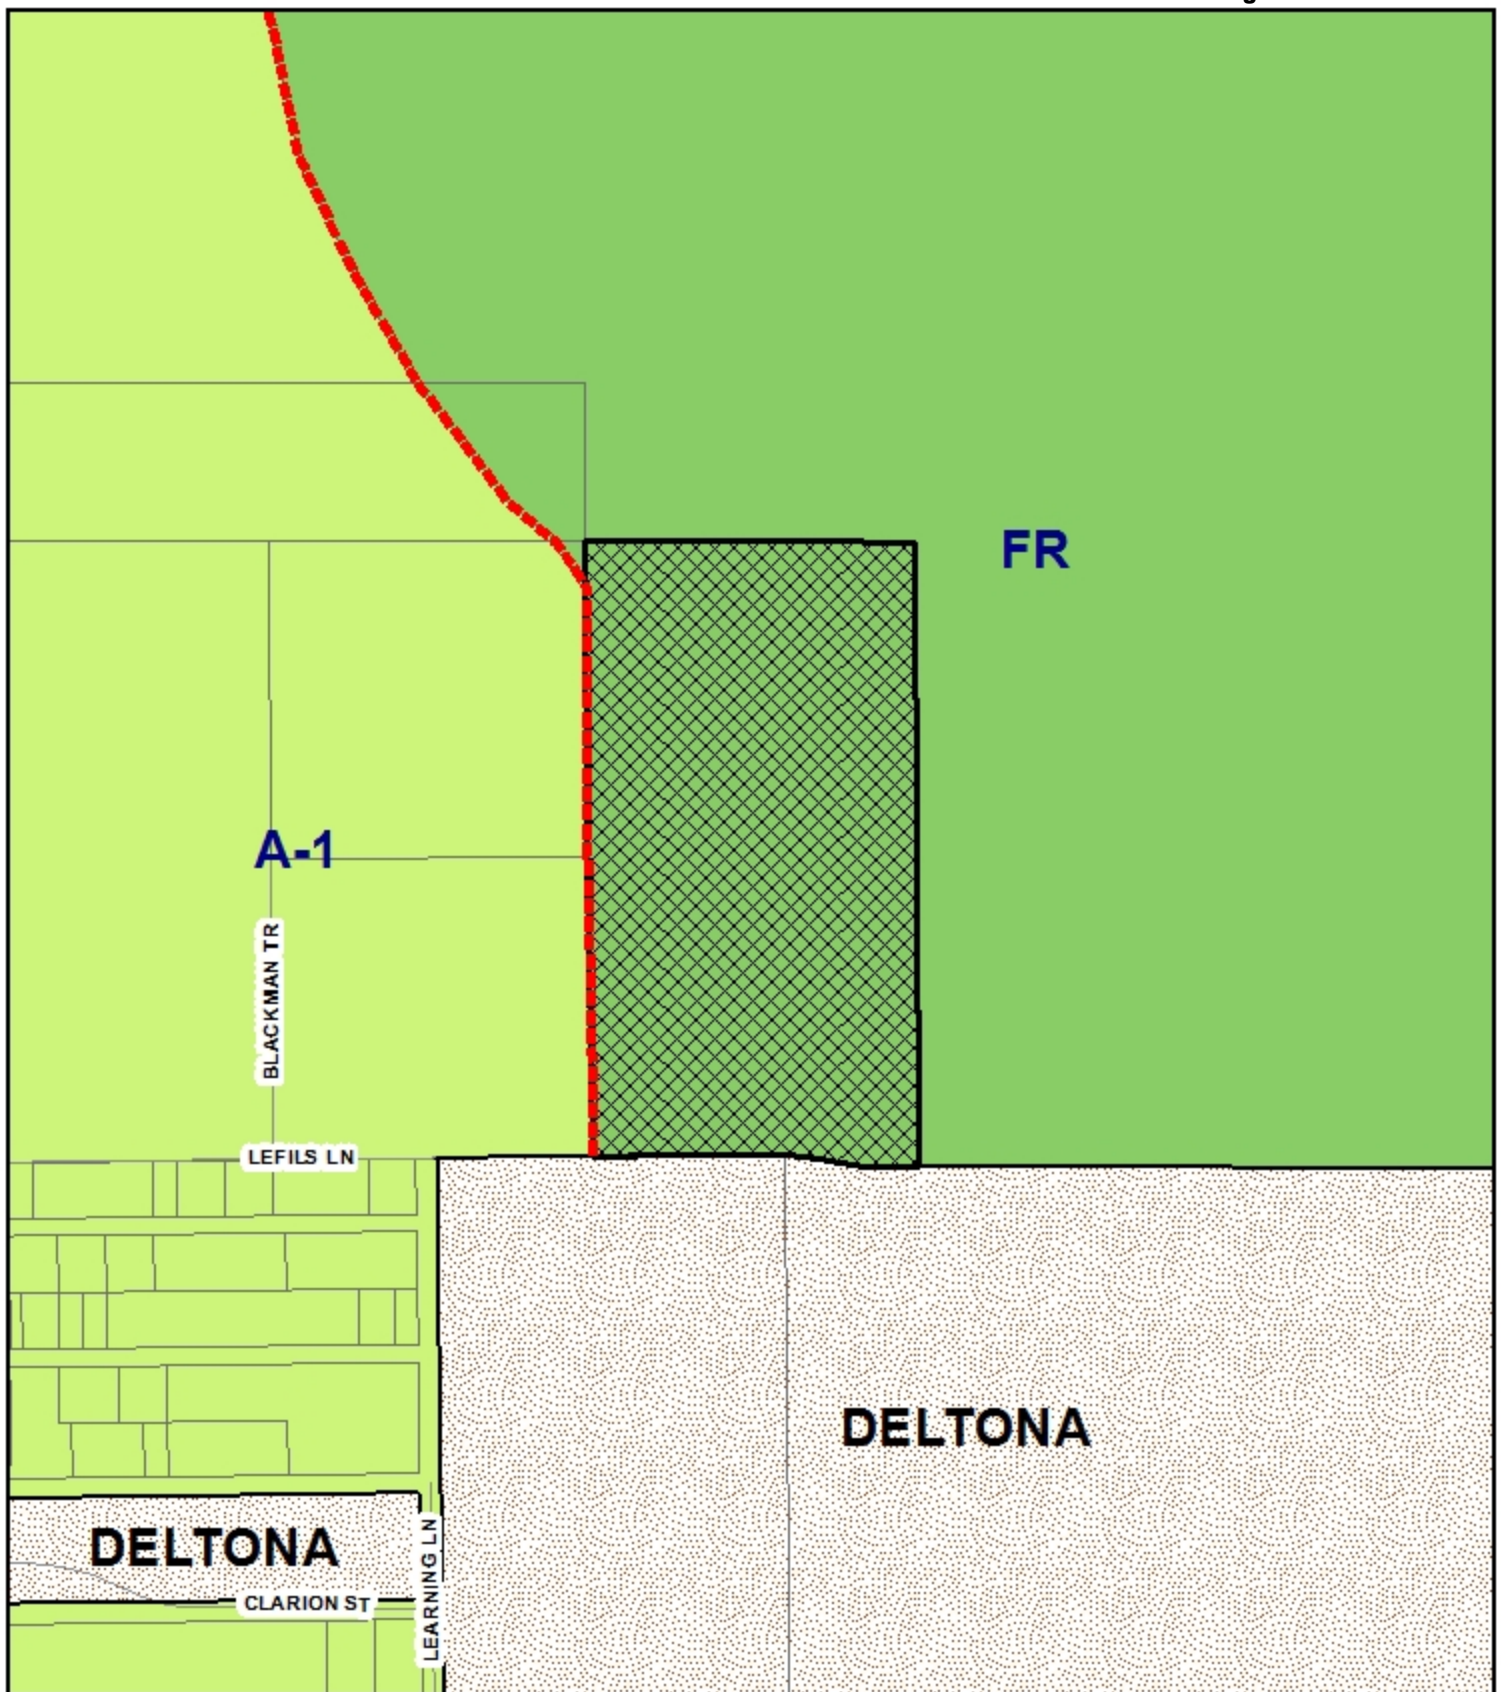 FR
A-1
BLACKMAN TR
LEFILS LN
DELTONA
DELTONA
LEARNING LN
CLARION ST